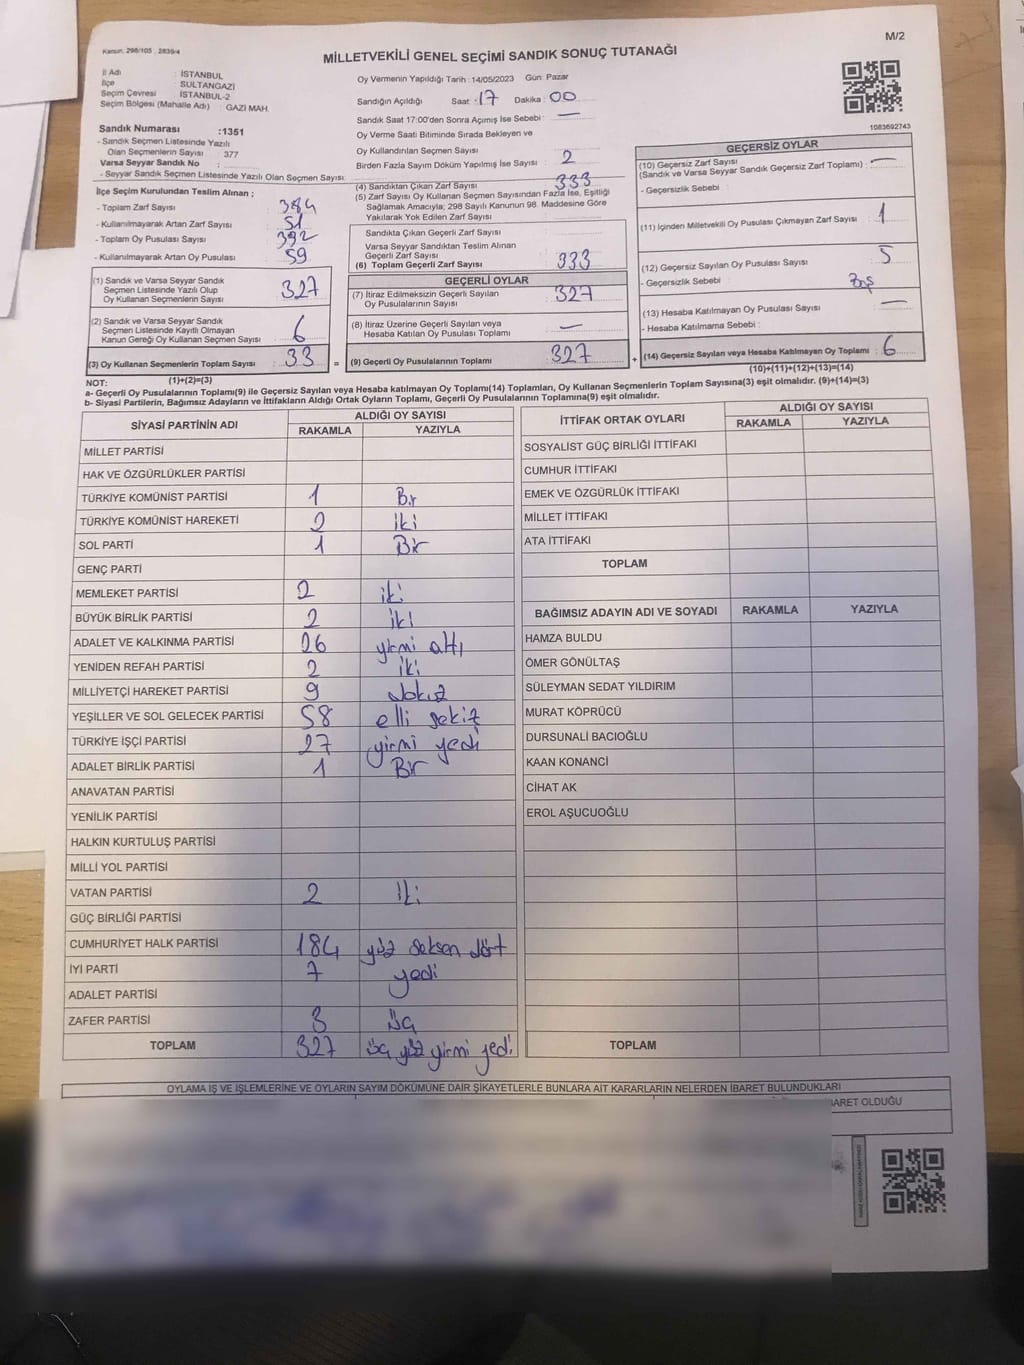 M/2
Kanun: 298/105 , 2839/4
MİLLETVEKİLİ GENEL SEÇİMİ SANDIK SONUÇ TUTANAĞI
İl Adı : İSTANBUL
İlçe : SULTANGAZİ
Seçim Çevresi : İSTANBUL-2
Seçim Bölgesi (Mahalle Adı) : GAZİ MAH.
Sandık Numarası :1351
- Sandık Seçmen Listesinde Yazılı
Olan Seçmenlerin Sayısı : 377
Varsa Seyyar Sandık No :
- Seyyar Sandık Seçmen Listesinde Yazılı Olan Seçmen Sayısı:
İlçe Seçim Kurulundan Teslim Alınan ;
- Toplam Zarf Sayısı : 384
- Kullanılmayarak Artan Zarf Sayısı : 51
- Toplam Oy Pusulası Sayısı : 392
- Kullanılmayarak Artan Oy Pusulası : 59
(1) Sandık ve Varsa Seyyar Sandık
Seçmen Listesinde Yazılı Olup
Oy Kullanan Seçmenlerin Sayısı : 327
(2) Sandık ve Varsa Seyyar Sandık
Seçmen Listesinde Kayıtlı Olmayan
Kanun Gereği Oy Kullanan Seçmen Sayısı : 6
(3) Oy Kullanan Seçmenlerin Toplam Sayısı : 33
(1)+(2)=(3)
Oy Vermenin Yapıldığı Tarih : 14/05/2023 Gün: Pazar
Sandığın Açıldığı Saat : 17 Dakika : 00
Sandık Saat 17:00'den Sonra Açımış İse Sebebi : —
Oy Verme Saati Bitiminde Sırada Bekleyen ve
Oy Kullandırılan Seçmen Sayısı :
Birden Fazla Sayım Döküm Yapılmış İse Sayısı : 2
(4) Sandıktan Çıkan Zarf Sayısı : 333
(5) Zarf Sayısı Oy Kullanan Seçmen Sayısından Fazla İse, Eşitliği
Sağlamak Amacıyla; 298 Sayılı Kanunun 98. Maddesine Göre
Yakılarak Yok Edilen Zarf Sayısı :
Sandıkta Çıkan Geçerli Zarf Sayısı :
Varsa Seyyar Sandıktan Teslim Alınan
Geçerli Zarf Sayısı :
(6) Toplam Geçerli Zarf Sayısı : 333
GEÇERLİ OYLAR
(7) İtiraz Edilmeksizin Geçerli Sayılan
Oy Pusulalarının Sayısı : 327
(8) İtiraz Üzerine Geçerli Sayılan veya
Hesaba Katılan Oy Pusulası Toplamı : —
= (9) Geçerli Oy Pusulalarının Toplamı : 327
1083692743
GEÇERSİZ OYLAR
(10) Geçersiz Zarf Sayısı : —
(Sandık ve Varsa Seyyar Sandık Geçersiz Zarf Toplamı)
- Geçersizlik Sebebi :
(11) İçinden Milletvekili Oy Pusulası Çıkmayan Zarf Sayısı : 1
(12) Geçersiz Sayılan Oy Pusulası Sayısı : 5
- Geçersizlik Sebebi : Boş
(13) Hesaba Katılmayan Oy Pusulası Sayısı : —
- Hesaba Katılmama Sebebi :
+ (14) Geçersiz Sayılan veya Hesaba Katılmayan Oy Toplamı : 6
(10)+(11)+(12)+(13)=(14)
NOT:
a- Geçerli Oy Pusulaları Toplamı(9) ile Geçersiz Sayılan veya Hesaba katılmayan Oy Toplamı(14) Toplamları, Oy Kullanan Seçmenlerin Toplam Sayısına(3) eşit olmalıdır. (9)+(14)=(3)
b- Siyasi Partilerin, Bağımsız Adayların ve İttifakların Aldığı Ortak Oyların Toplamı, Geçerli Oy Pusulalarının Toplamına(9) eşit olmalıdır.
SİYASİ PARTİNİN ADI ALDIĞI OY SAYISI
RAKAMLA YAZIYLA
MİLLET PARTİSİ
HAK VE ÖZGÜRLÜKLER PARTİSİ
TÜRKİYE KOMÜNİST PARTİSİ 1 Bir
TÜRKİYE KOMÜNİST HAREKETİ 2 iki
SOL PARTİ 1 Bir
GENÇ PARTİ
MEMLEKET PARTİSİ 2 iki
BÜYÜK BİRLİK PARTİSİ 2 iki
ADALET VE KALKINMA PARTİSİ 26 yirmi altı
YENİDEN REFAH PARTİSİ 2 iki
MİLLİYETÇİ HAREKET PARTİSİ 9 dokuz
YEŞİLLER VE SOL GELECEK PARTİSİ 58 elli sekiz
TÜRKİYE İŞÇİ PARTİSİ 27 yirmi yedi
ADALET BİRLİK PARTİSİ 1 Bir
ANAVATAN PARTİSİ
YENİLİK PARTİSİ
HALKIN KURTULUŞ PARTİSİ
MİLLİ YOL PARTİSİ
VATAN PARTİSİ 2 İki
GÜÇ BİRLİĞİ PARTİSİ
CUMHURİYET HALK PARTİSİ 184 yüz seksen dört
İYİ PARTİ 7 yedi
ADALET PARTİSİ
ZAFER PARTİSİ 3 üç
TOPLAM 327 üç yüz yirmi yedi
İTTİFAK ORTAK OYLARI ALDIĞI OY SAYISI
RAKAMLA YAZIYLA
SOSYALİST GÜÇ BİRLİĞİ İTTİFAKI
CUMHUR İTTİFAKI
EMEK VE ÖZGÜRLÜK İTTİFAKI
MİLLET İTTİFAKI
ATA İTTİFAKI
TOPLAM
BAĞIMSIZ ADAYIN ADI VE SOYADI RAKAMLA YAZIYLA
HAMZA BULDU
ÖMER GÖNÜLTAŞ
SÜLEYMAN SEDAT YILDIRIM
MURAT KÖPRÜCÜ
DURSUNALİ BACIOĞLU
KAAN KONANCİ
CİHAT AK
EROL AŞUCUOĞLU
TOPLAM
OYLAMA İŞ VE İŞLEMLERİNE VE OYLARIN SAYIM DÖKÜMÜNE DAİR ŞİKAYETLERLE BUNLARA AİT KARARLARIN NELERDEN İBARET BULUNDUKLARI
BARET OLDUĞU